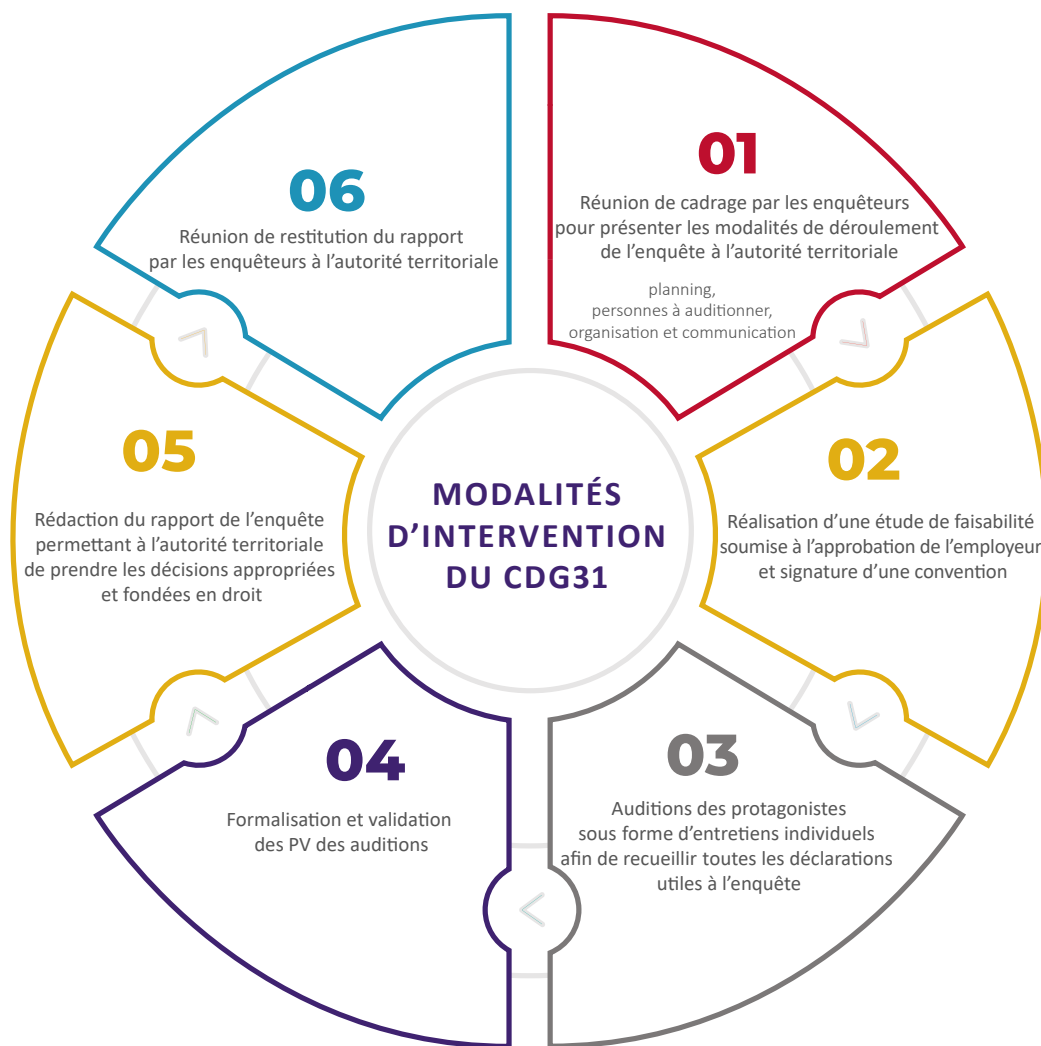 MODALITÉS
D'INTERVENTION
DU CDG31
01
Réunion de cadrage par les enquêteurs
pour présenter les modalités de déroulement
de l'enquête à l'autorité territoriale
planning,
personnes à auditionner,
organisation et communication
02
Réalisation d'une étude de faisabilité
soumise à l'approbation de l'employeur
et signature d'une convention
03
Auditions des protagonistes
sous forme d'entretiens individuels
afin de recueillir toutes les déclarations
utiles à l'enquête
04
Formalisation et validation
des PV des auditions
05
Rédaction du rapport de l'enquête
permettant à l'autorité territoriale
de prendre les décisions appropriées
et fondées en droit
06
Réunion de restitution du rapport
par les enquêteurs à l'autorité territoriale